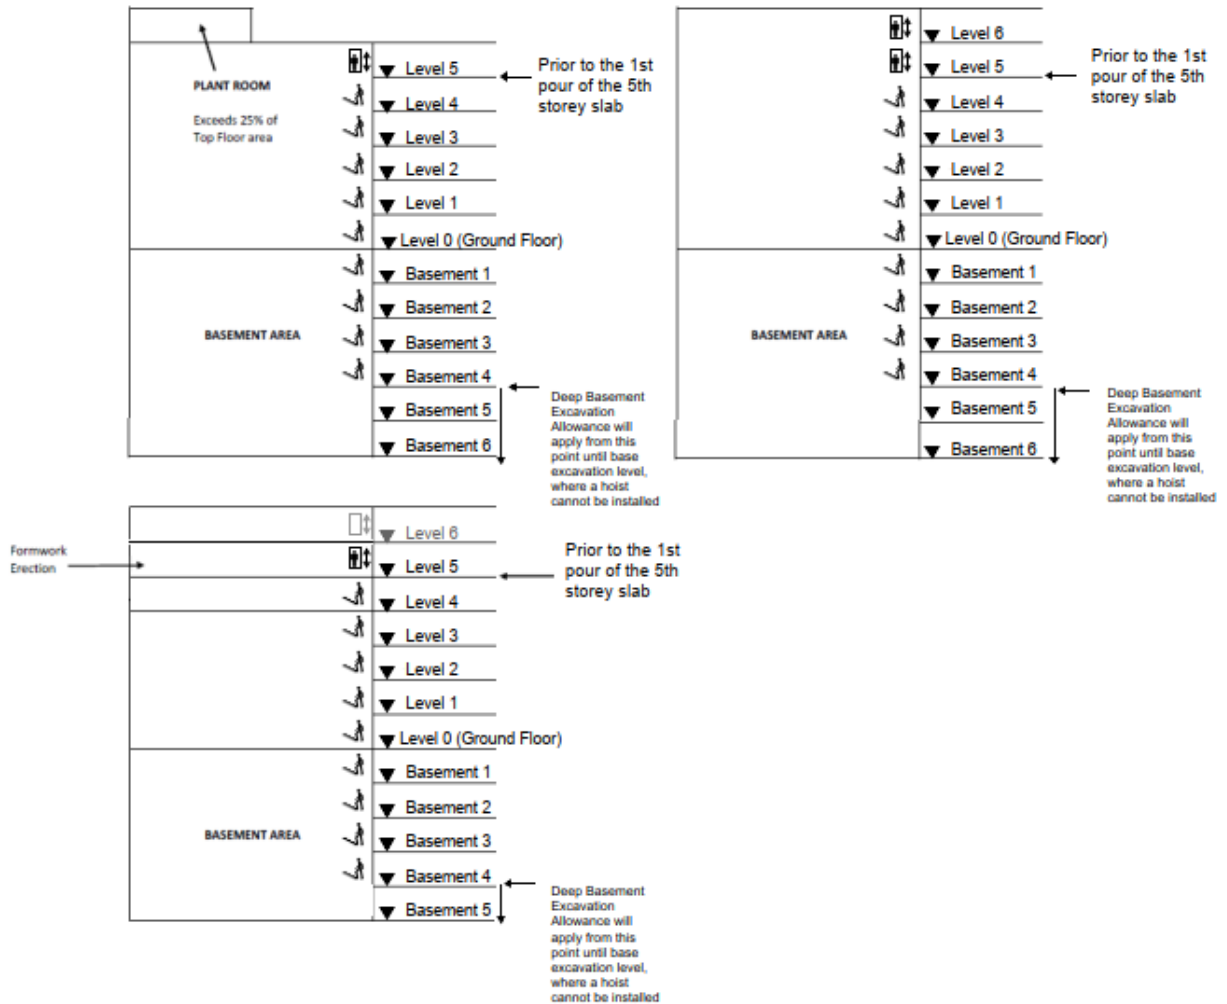 PLANT ROOM
Exceeds 25% of
Top Floor area
Level 5
Level 4
Level 3
Level 2
Level 1
Level 0 (Ground Floor)
Basement 1
Basement 2
Basement 3
Basement 4
Basement 5
Basement 6
BASEMENT AREA
Prior to the 1st
pour of the 5th
storey slab
Deep Basement
Excavation
Allowance will
apply from this
point until base
excavation level,
where a hoist
cannot be installed
Level 6
Level 5
Level 4
Level 3
Level 2
Level 1
Level 0 (Ground Floor)
Basement 1
Basement 2
Basement 3
Basement 4
Basement 5
Basement 6
BASEMENT AREA
Prior to the 1st
pour of the 5th
storey slab
Deep Basement
Excavation
Allowance will
apply from this
point until base
excavation level,
where a hoist
cannot be installed
Formwork
Erection
Level 6
Level 5
Level 4
Level 3
Level 2
Level 1
Level 0 (Ground Floor)
Basement 1
Basement 2
Basement 3
Basement 4
Basement 5
BASEMENT AREA
Prior to the 1st
pour of the 5th
storey slab
Deep Basement
Excavation
Allowance will
apply from this
point until base
excavation level,
where a hoist
cannot be installed